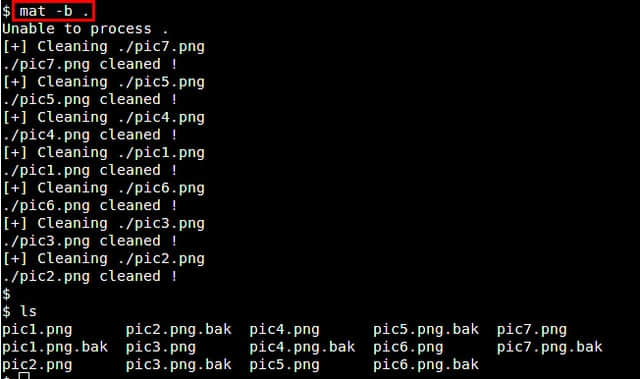 $ mat -b .
Unable to process .
[+] Cleaning ./pic7.png
./pic7.png cleaned !
[+] Cleaning ./pic5.png
./pic5.png cleaned !
[+] Cleaning ./pic4.png
./pic4.png cleaned !
[+] Cleaning ./pic1.png
./pic1.png cleaned !
[+] Cleaning ./pic6.png
./pic6.png cleaned !
[+] Cleaning ./pic3.png
./pic3.png cleaned !
[+] Cleaning ./pic2.png
./pic2.png cleaned !
$
$ ls
pic1.png pic2.png.bak pic4.png pic5.png.bak pic7.png
pic1.png.bak pic3.png pic4.png.bak pic6.png pic7.png.bak
pic2.png pic3.png.bak pic5.png pic6.png.bak
$